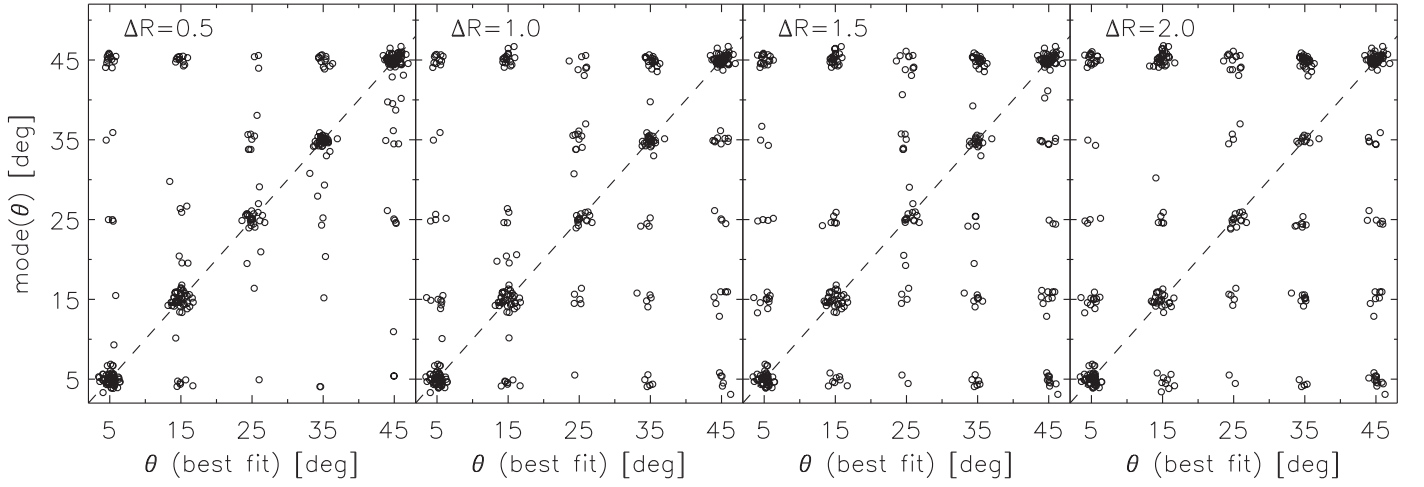 ΔR=0.5 ΔR=1.0 ΔR=1.5 ΔR=2.0
45
35
25
15
5
mode(θ) [deg]
5 15 25 35 45 5 15 25 35 45 5 15 25 35 45 5 15 25 35 45
θ (best fit) [deg] θ (best fit) [deg] θ (best fit) [deg] θ (best fit) [deg]